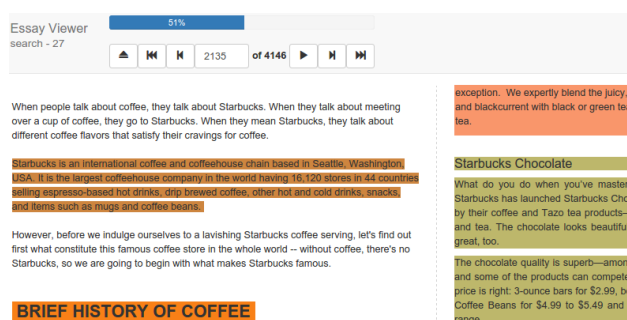 Essay Viewer
search - 27
51%
2135
of 4146
When people talk about coffee, they talk about Starbucks. When they talk about meeting
over a cup of coffee, they go to Starbucks. When they mean Starbucks, they talk about
different coffee flavors that satisfy their cravings for coffee.
Starbucks is an international coffee and coffeehouse chain based in Seattle, Washington,
USA. It is the largest coffeehouse company in the world having 16,120 stores in 44 countries
selling espresso-based hot drinks, drip brewed coffee, other hot and cold drinks, snacks,
and items such as mugs and coffee beans.
However, before we indulge ourselves to a lavishing Starbucks coffee serving, let's find out
first what constitute this famous coffee store in the whole world -- without coffee, there's no
Starbucks, so we are going to begin with what makes Starbucks famous.
BRIEF HISTORY OF COFFEE
exception. We expertly blend the juicy,
and blackcurrent with black or green tea
tea.
Starbucks Chocolate
What do you do when you've master
Starbucks has launched Starbucks Cho
by their coffee and Tazo tea products–
and tea. The chocolate looks beautifu
great, too.
The chocolate quality is superb—amon
and some of the products can compete
price is right: 3-ounce bars for $2.99, b
Coffee Beans for $4.99 to $5.49 and
range